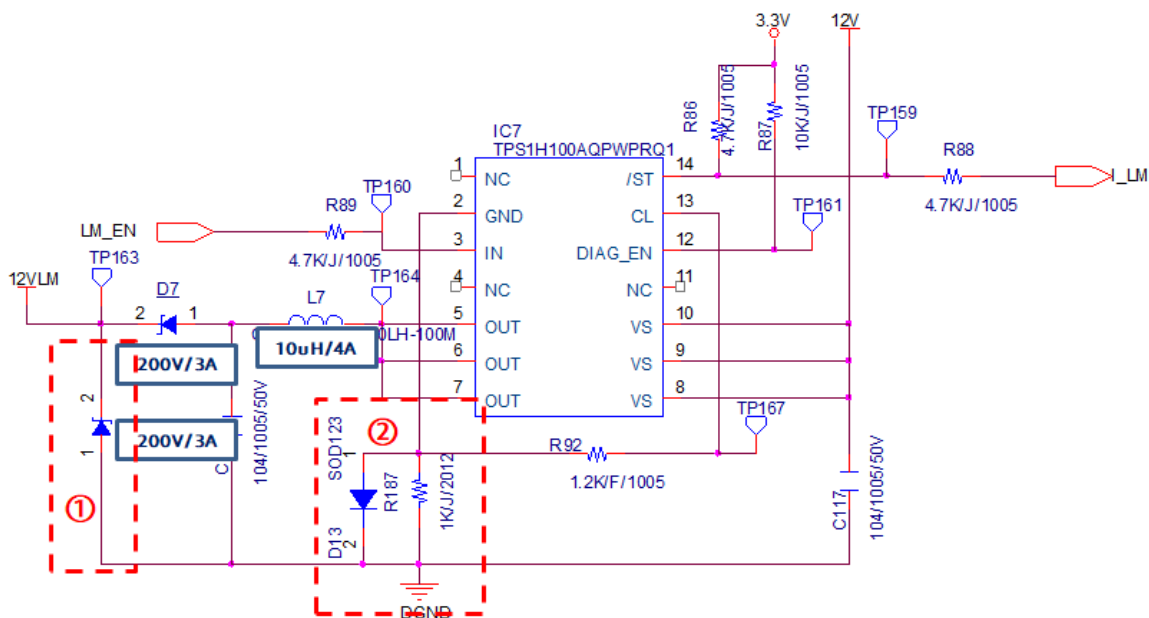 3.3V
12V
IC7
TPS1H100AQPWPRQ1
R86
4.7K/J/1005
R87
10K/J/1005
TP159
R88
4.7K/J/1005
I_LM
1
NC
14
/ST
TP160
2
GND
13
CL
TP161
LM_EN
R89
4.7K/J/1005
3
IN
12
DIAG_EN
TP163
TP164
4
NC
11
NC
12VLM
D7
2
1
L7
0LH-100M
10uH/4A
5
OUT
10
VS
6
OUT
9
VS
7
OUT
8
VS
200V/3A
200V/3A
2
1
①
C
104/1005/50V
②
SOD123
1
R187
1K/J/2012
D13
2
R92
1.2K/F/1005
TP167
C117
104/1005/50V
DGND